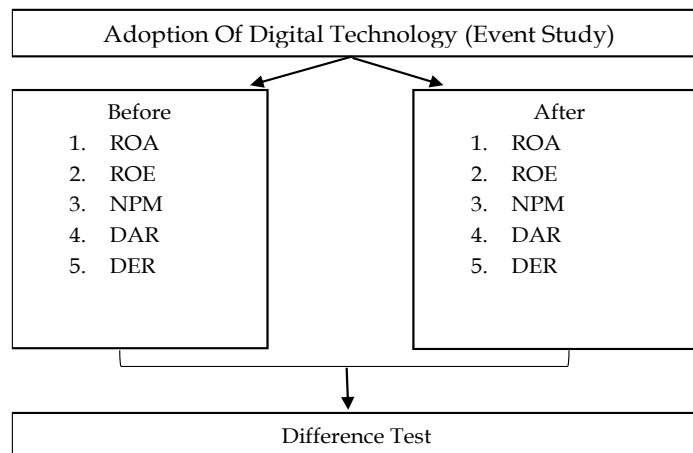 Adoption Of Digital Technology (Event Study)
Before
1. ROA
2. ROE
3. NPM
4. DAR
5. DER
After
1. ROA
2. ROE
3. NPM
4. DAR
5. DER
Difference Test